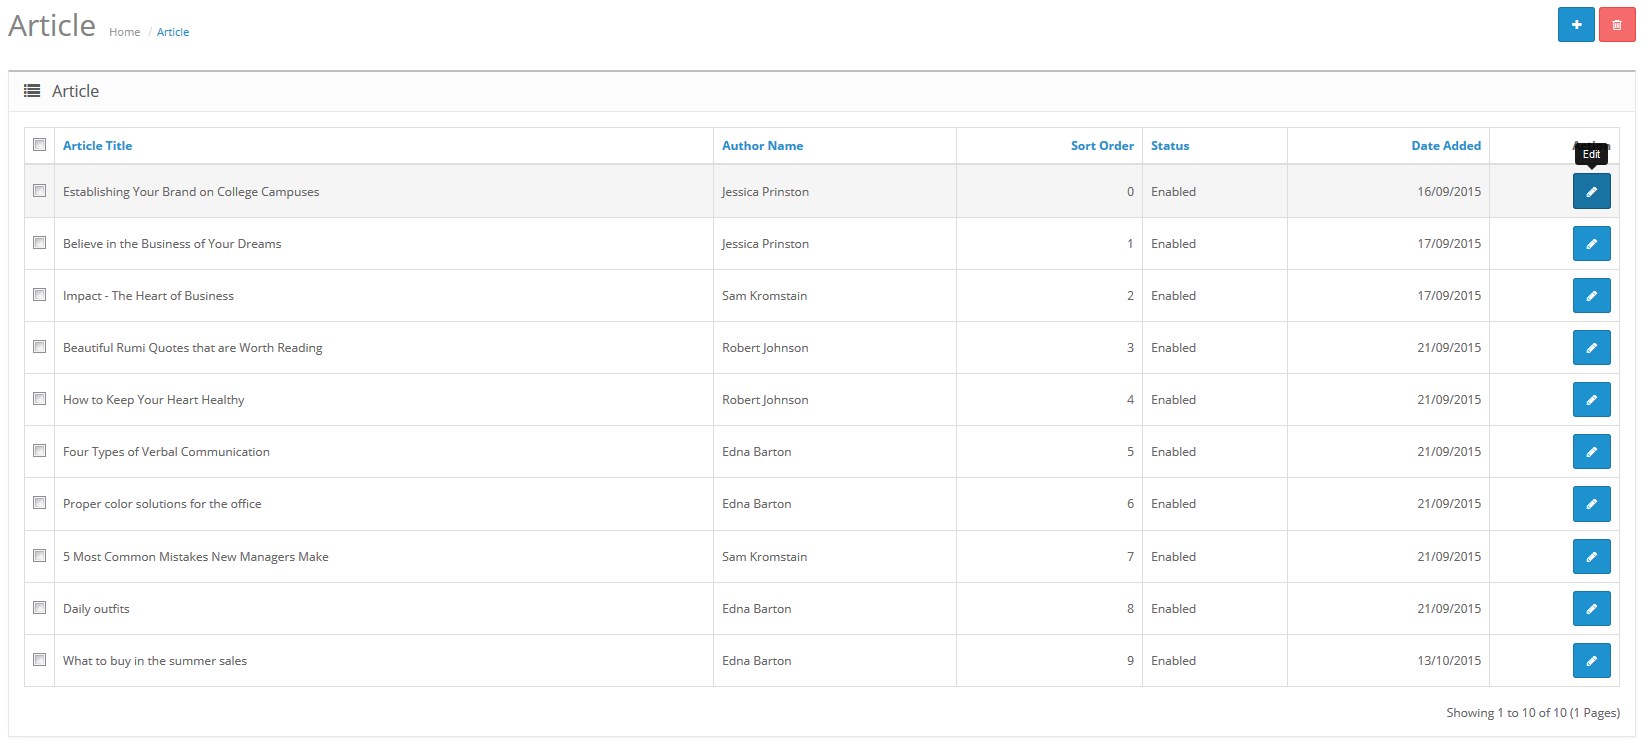 Article Home / Article
Article
Article Title Author Name Sort Order Status Date Added
Edit
Establishing Your Brand on College Campuses Jessica Prinston 0 Enabled 16/09/2015
Believe in the Business of Your Dreams Jessica Prinston 1 Enabled 17/09/2015
Impact - The Heart of Business Sam Kromstain 2 Enabled 17/09/2015
Beautiful Rumi Quotes that are Worth Reading Robert Johnson 3 Enabled 21/09/2015
How to Keep Your Heart Healthy Robert Johnson 4 Enabled 21/09/2015
Four Types of Verbal Communication Edna Barton 5 Enabled 21/09/2015
Proper color solutions for the office Edna Barton 6 Enabled 21/09/2015
5 Most Common Mistakes New Managers Make Sam Kromstain 7 Enabled 21/09/2015
Daily outfits Edna Barton 8 Enabled 21/09/2015
What to buy in the summer sales Edna Barton 9 Enabled 13/10/2015
Showing 1 to 10 of 10 (1 Pages)